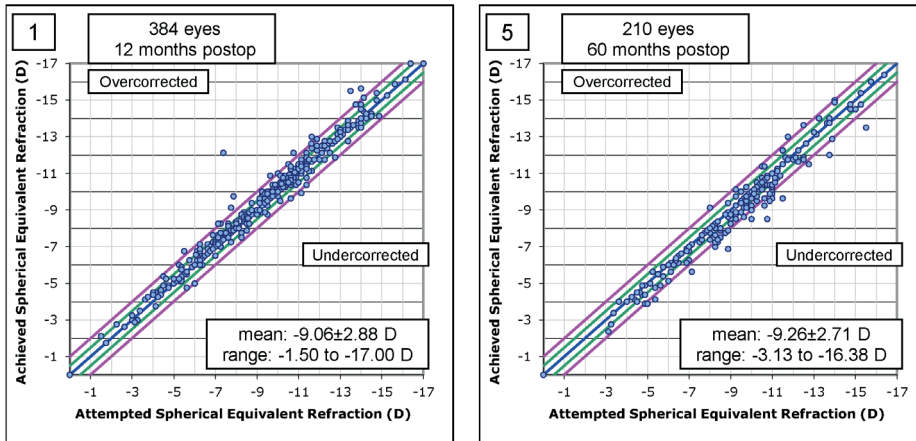 1
384 eyes
12 months postop
Achieved Spherical Equivalent Refraction (D)
-17
-15
-13
-11
-9
-7
-5
-3
-1
Overcorrected
Undercorrected
mean: -9.06±2.88 D
range: -1.50 to -17.00 D
-1 -3 -5 -7 -9 -11 -13 -15 -17
Attempted Spherical Equivalent Refraction (D)
5
210 eyes
60 months postop
Achieved Spherical Equivalent Refraction (D)
-17
-15
-13
-11
-9
-7
-5
-3
-1
Overcorrected
Undercorrected
mean: -9.26±2.71 D
range: -3.13 to -16.38 D
-1 -3 -5 -7 -9 -11 -13 -15 -17
Attempted Spherical Equivalent Refraction (D)